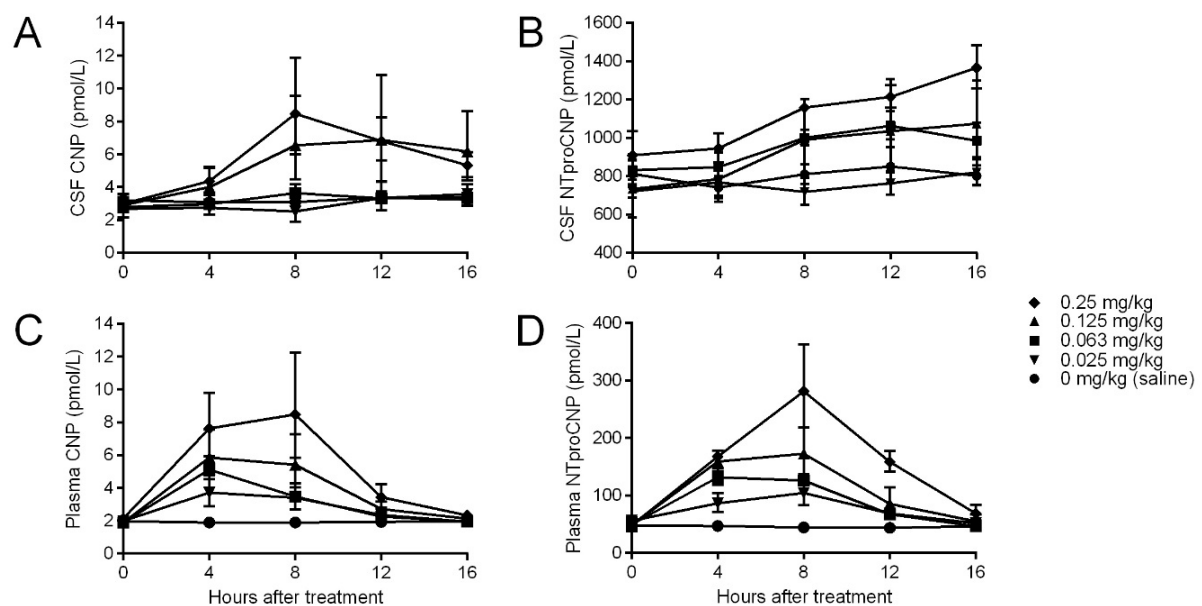 A
CSF CNP (pmol/L)
14
12
10
8
6
4
2
0
0 4 8 12 16
B
CSF NTproCNP (pmol/L)
1600
1400
1200
1000
800
600
400
0 4 8 12 16
C
Plasma CNP (pmol/L)
14
12
10
8
6
4
2
0
0 4 8 12 16
Hours after treatment
D
Plasma NTproCNP (pmol/L)
400
300
200
100
0
0 4 8 12 16
Hours after treatment
0.25 mg/kg
0.125 mg/kg
0.063 mg/kg
0.025 mg/kg
0 mg/kg (saline)